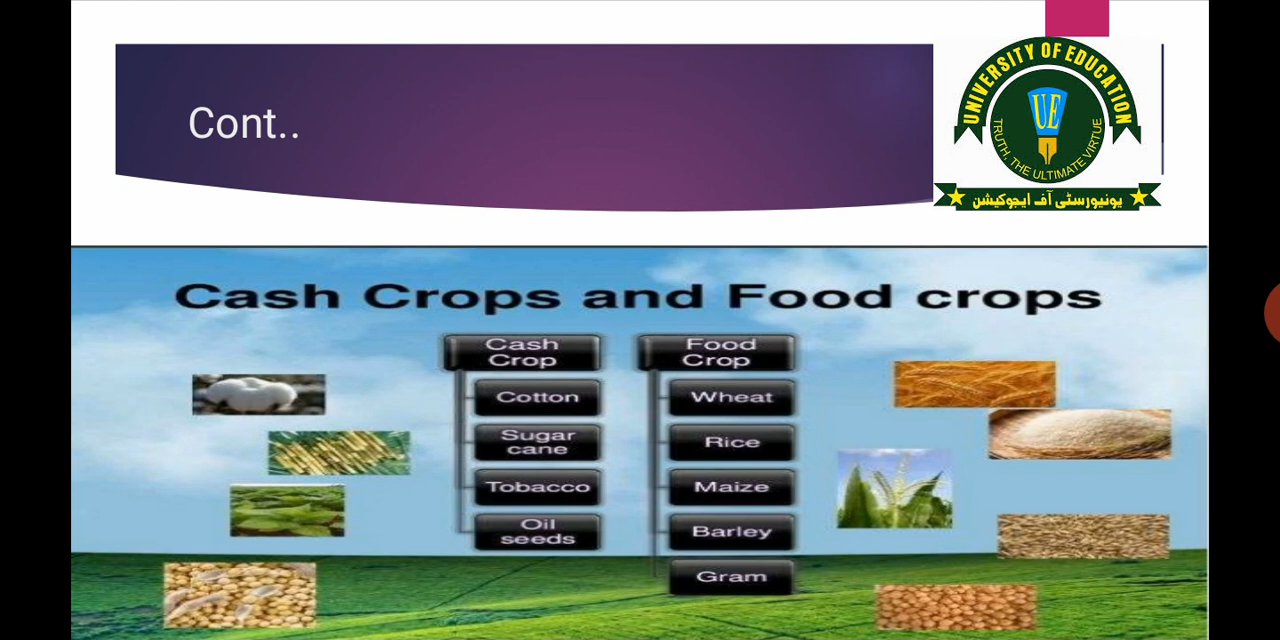 Cont..
UNIVERSITY OF EDUCATION
UE
TRUTH, THE ULTIMATE VIRTUE
یونیورسٹی آف ایجوکیشن
Cash Crops and Food crops
Cash
Crop
Cotton
Sugar
cane
Tobacco
Oil
seeds
Food
Crop
Wheat
Rice
Maize
Barley
Gram